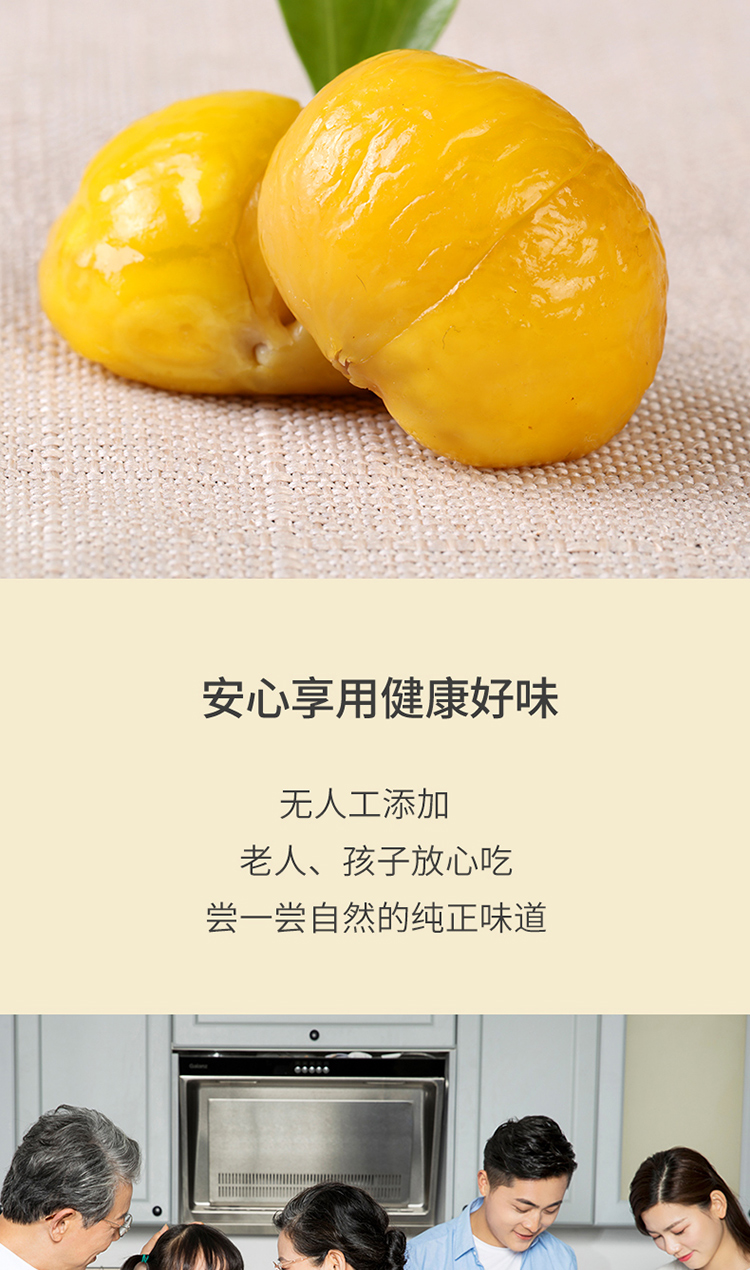 安心享用健康好味
无人工添加
老人、孩子放心吃
尝一尝自然的纯正味道